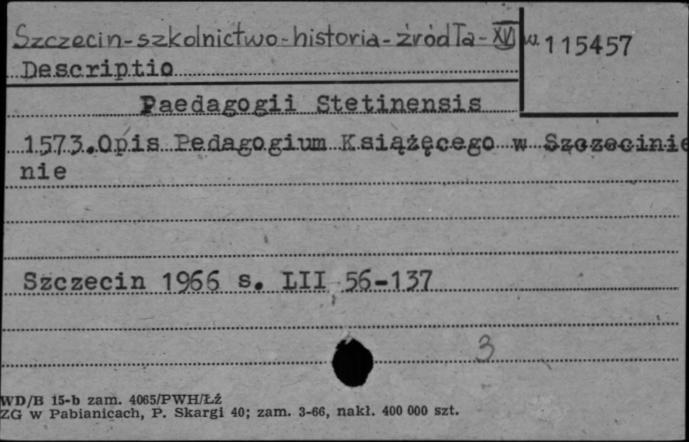 Szczecin-szkolnictwo-historia-źródła-XVI w.
115457
Descriptio
Paedagogii Stetinensis
1573.Opis Pedagogium Książęcego w Szczecinie
nie
Szczecin 1966 s. LII 56-137
3
WD/B 15-b zam. 4065/PWH/Łź
ZG w Pabianicach, P. Skargi 40; zam. 3-66, nakł. 400 000 szt.